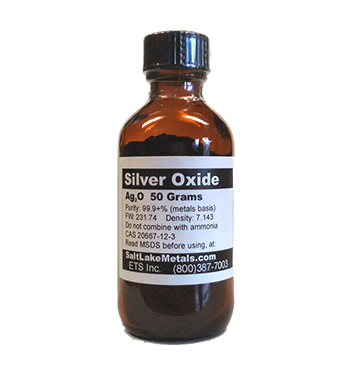 Silver Oxide
Ag₂O 50 Grams
Purity: 99.9+% (metals basis)
FW: 231.74 Density: 7.143
Do not combine with ammonia
CAS 20667-12-3
Read MSDS before using, at:
SaltLakeMetals.com
ETS Inc. (800)387-7003